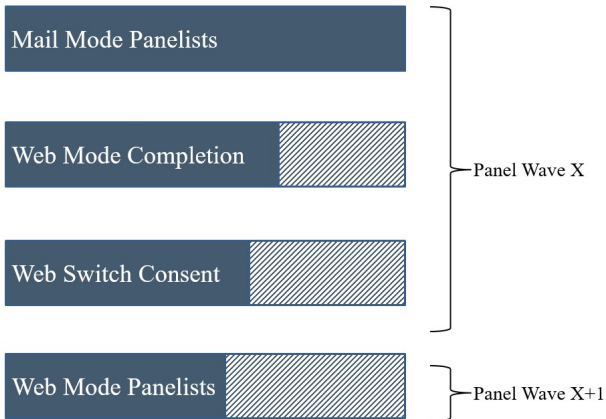 Mail Mode Panelists
Web Mode Completion
Panel Wave X
Web Switch Consent
Web Mode Panelists
Panel Wave X+1